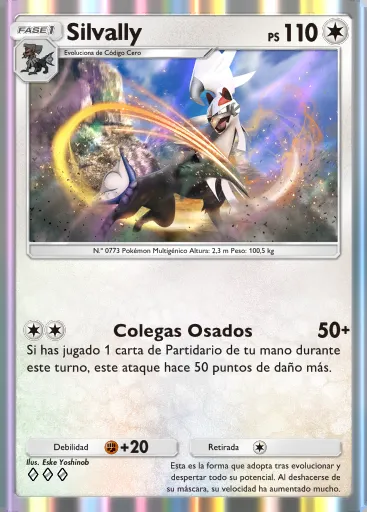 FASE 1
Silvally
PS 110
Evoluciona de Código Cero
N.º 0773 Pokémon Multigénico Altura: 2,3 m Peso: 100,5 kg
Colegas Osados 50+
Si has jugado 1 carta de Partidario de tu mano durante
este turno, este ataque hace 50 puntos de daño más.
Debilidad +20 Retirada
Ilus. Eske Yoshinob
Esta es la forma que adopta tras evolucionar y
despertar todo su potencial. Al deshacerse de
su máscara, su velocidad ha aumentado mucho.